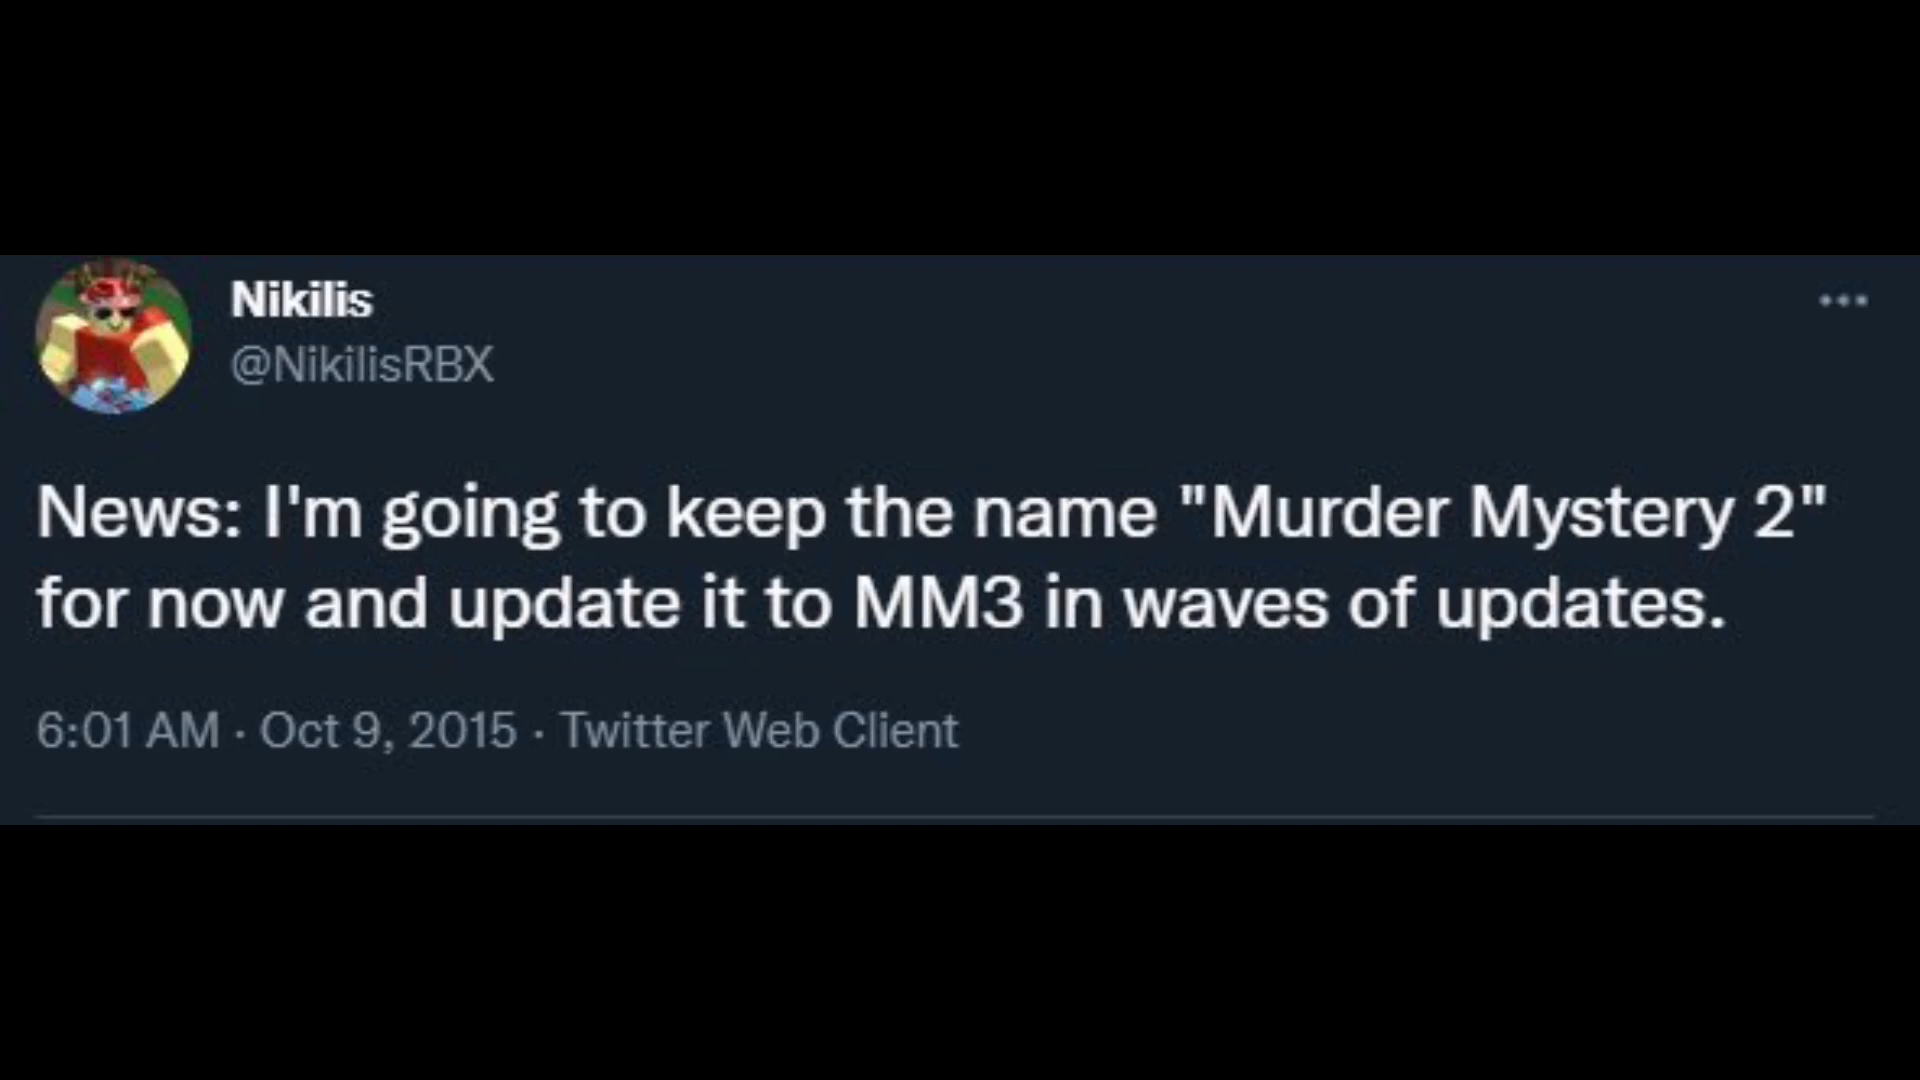 Nikilis
@NikilisRBX
News: I'm going to keep the name "Murder Mystery 2"
for now and update it to MM3 in waves of updates.
6:01 AM · Oct 9, 2015 · Twitter Web Client